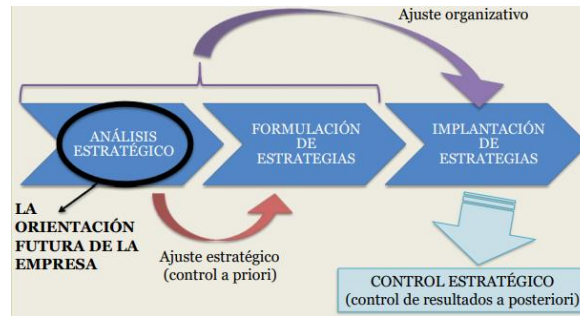 Ajuste organizativo
ANÁLISIS
ESTRATÉGICO
FORMULACIÓN
DE
ESTRATEGIAS
IMPLANTACIÓN
DE
ESTRATEGIAS
LA
ORIENTACIÓN
FUTURA DE LA
EMPRESA
Ajuste estratégico
(control a priori)
CONTROL ESTRATÉGICO
(control de resultados a posteriori)